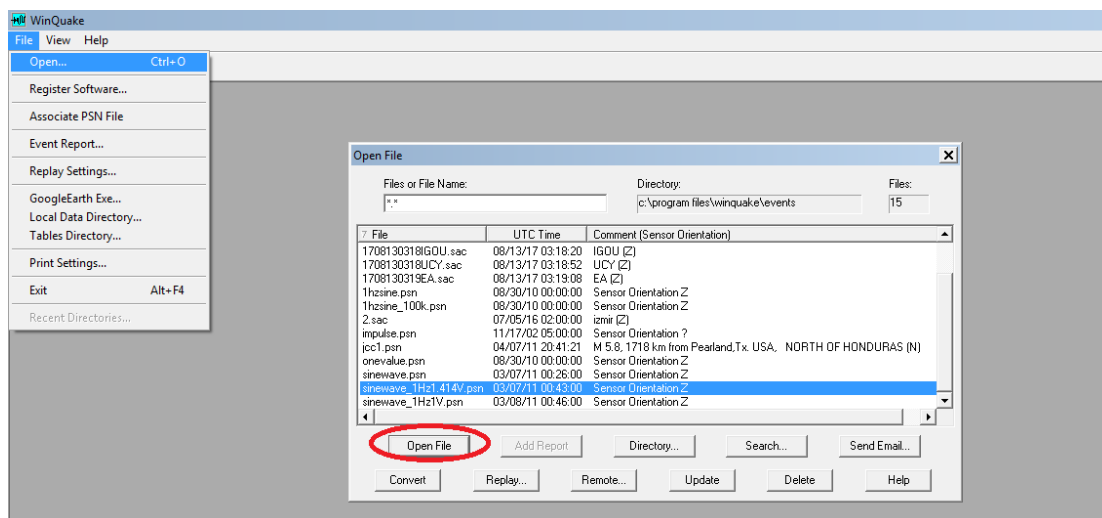 WinQuake
File View Help
Open... Ctrl+O
Register Software...
Associate PSN File
Event Report...
Replay Settings...
GoogleEarth Exe...
Local Data Directory...
Tables Directory...
Print Settings...
Exit Alt+F4
Recent Directories...
Open File
Files or File Name: Directory: Files:
*.* c:\program files\winquake\events 15
7 File UTC Time Comment (Sensor Orientation)
1708130318IGOU.sac 08/13/17 03:18:20 IGOU (Z)
1708130318UCY.sac 08/13/17 03:18:52 UCY (Z)
1708130319EA.sac 08/13/17 03:19:08 EA (Z)
1hzsine.psn 08/30/10 00:00:00 Sensor Orientation Z
1hzsine_100k.psn 08/30/10 00:00:00 Sensor Orientation Z
2.sac 07/05/16 02:00:00 izmir (Z)
impulse.psn 11/17/02 05:00:00 Sensor Orientation ?
jcc1.psn 04/07/11 20:41:21 M 5.8, 1718 km from Pearland,Tx. USA, NORTH OF HONDURAS (N)
onevalue.psn 08/30/10 00:00:00 Sensor Orientation Z
sinewave.psn 03/07/11 00:26:00 Sensor Orientation Z
sinewave_1Hz1.414V.psn 03/07/11 00:43:00 Sensor Orientation Z
sinewave_1Hz1V.psn 03/08/11 00:46:00 Sensor Orientation Z
Open File Add Report Directory... Search... Send Email...
Convert Replay... Remote... Update Delete Help